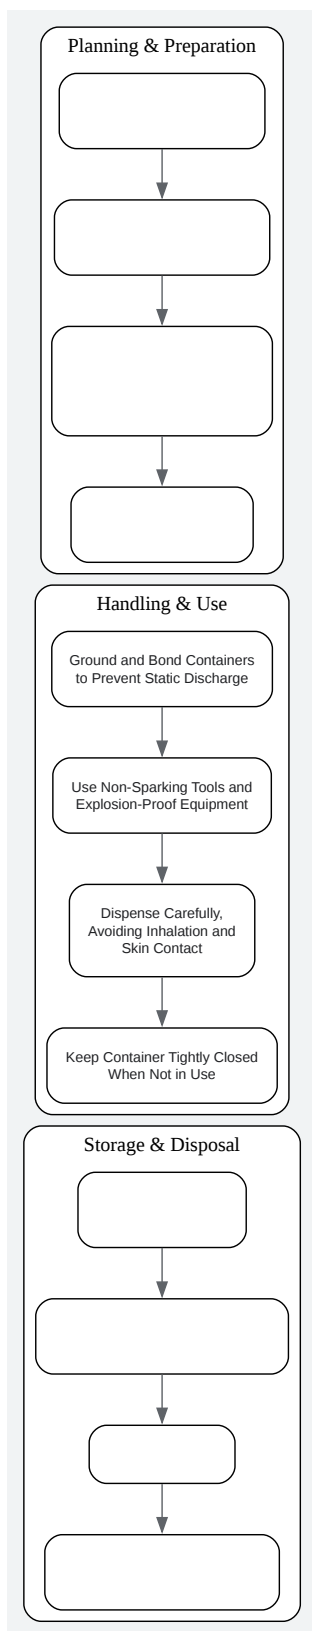 Planning & Preparation
Handling & Use
Ground and Bond Containers
to Prevent Static Discharge
Use Non-Sparking Tools and
Explosion-Proof Equipment
Dispense Carefully,
Avoiding Inhalation and
Skin Contact
Keep Container Tightly Closed
When Not in Use
Storage & Disposal